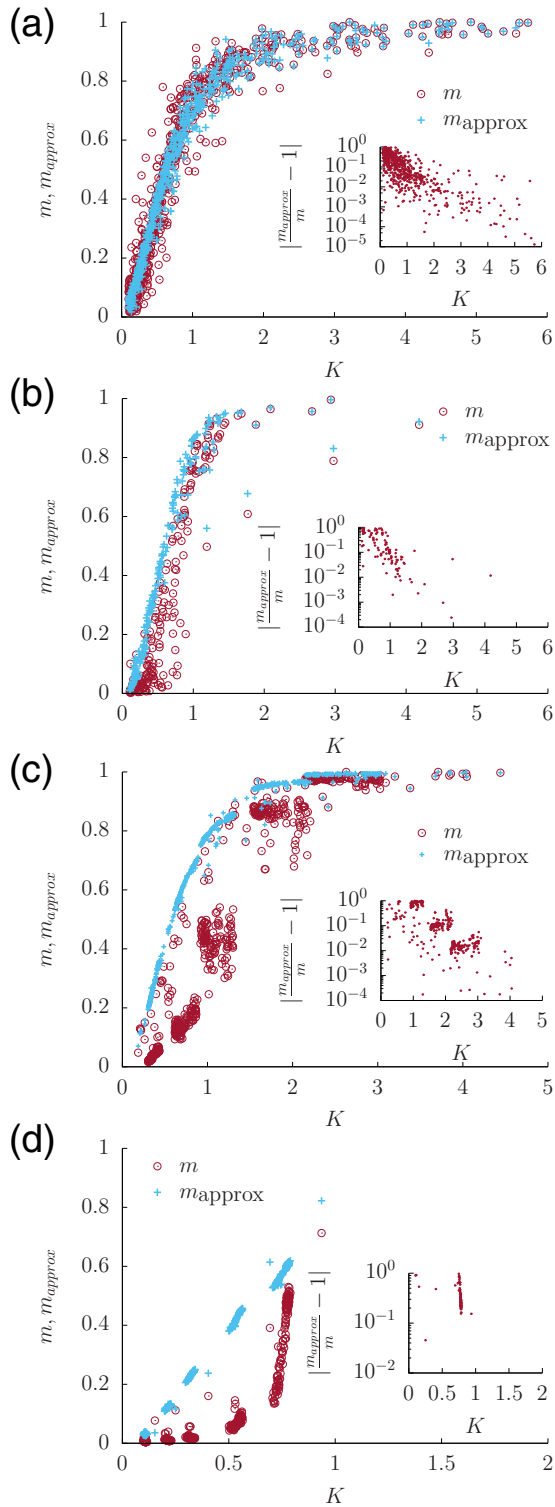 (a)
m, m_approx
1
0.8
0.6
0.4
0.2
0
0 1 2 3 4 5 6
K
m
m_approx
|m_approx/m − 1|
10^0
10^-1
10^-2
10^-3
10^-4
10^-5
0 1 2 3 4 5 6
K
(b)
m, m_approx
1
0.8
0.6
0.4
0.2
0
0 1 2 3 4 5 6
K
m
m_approx
|m_approx/m − 1|
10^0
10^-1
10^-2
10^-3
10^-4
0 1 2 3 4 5 6
K
(c)
m, m_approx
1
0.8
0.6
0.4
0.2
0
0 1 2 3 4 5
K
m
m_approx
|m_approx/m − 1|
10^0
10^-1
10^-2
10^-3
10^-4
0 1 2 3 4 5
K
(d)
m, m_approx
1
0.8
0.6
0.4
0.2
0
0 0.5 1 1.5 2
K
m
m_approx
|m_approx/m − 1|
10^0
10^-1
10^-2
0 0.5 1 1.5 2
K